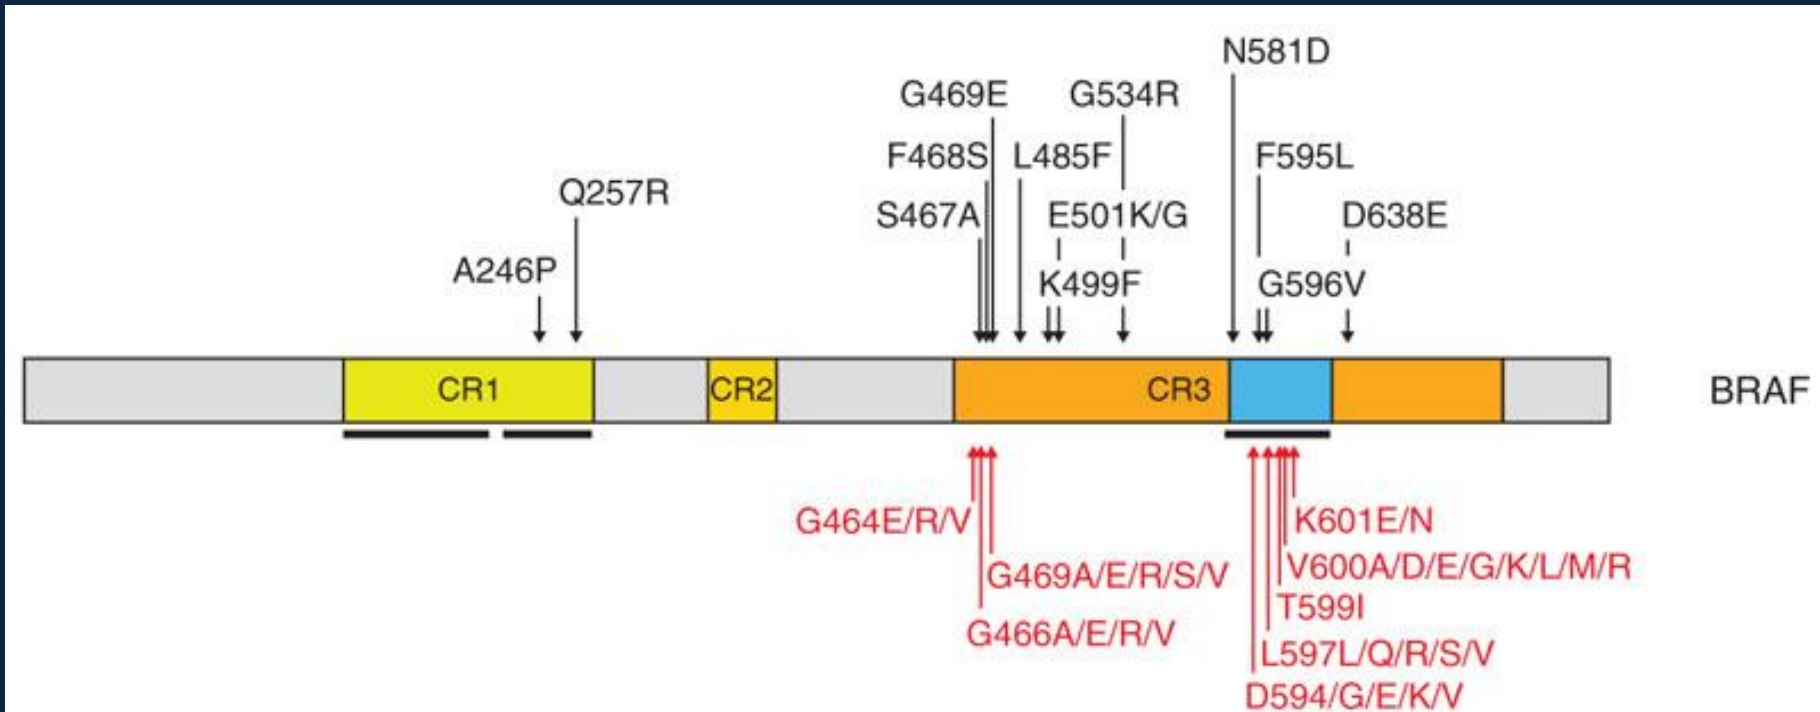 N581D
G469E
G534R
F468S
L485F
F595L
Q257R
S467A
E501K/G
D638E
A246P
K499F
G596V
CR1
CR2
CR3
BRAF
G464E/R/V
K601E/N
G469A/E/R/S/V
V600A/D/E/G/K/L/M/R
T599I
G466A/E/R/V
L597L/Q/R/S/V
D594/G/E/K/V